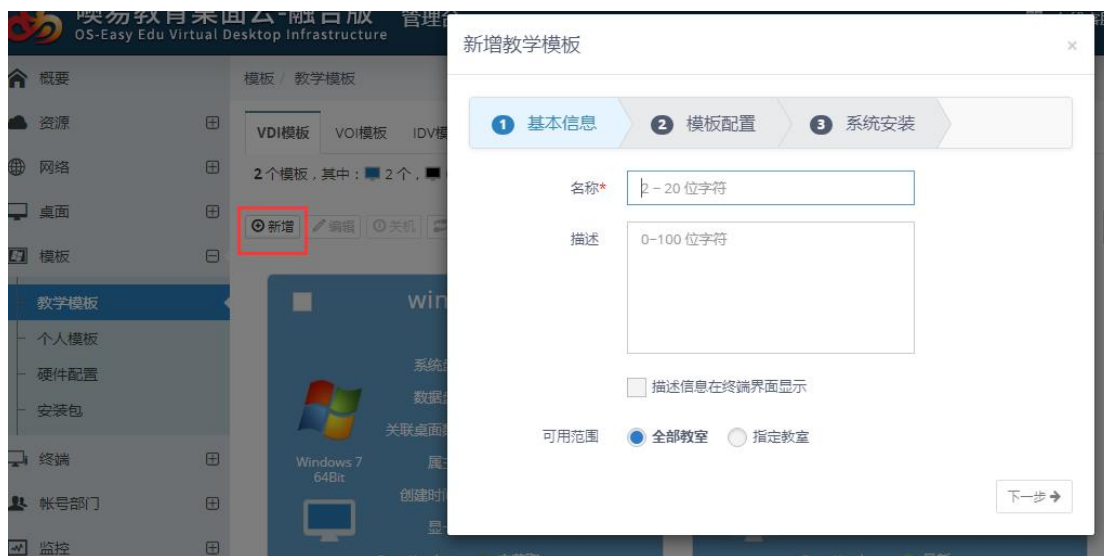 噢易教育桌面云-融合版 管理台
OS-Easy Edu Virtual Desktop Infrastructure
概要
资源
网络
桌面
模板
教学模板
个人模板
硬件配置
安装包
终端
帐号部门
监控
模板 / 教学模板
VDI模板 VOI模板 IDV模
2个模板，其中： 2个，
新增 编辑 关机
win
系统
数据
关联桌面
属
创建时间
显
Windows 7
64Bit
新增教学模板 ×
1 基本信息 2 模板配置 3 系统安装
名称* 2 - 20 位字符
描述 0-100 位字符
描述信息在终端界面显示
可用范围 全部教室 指定教室
下一步